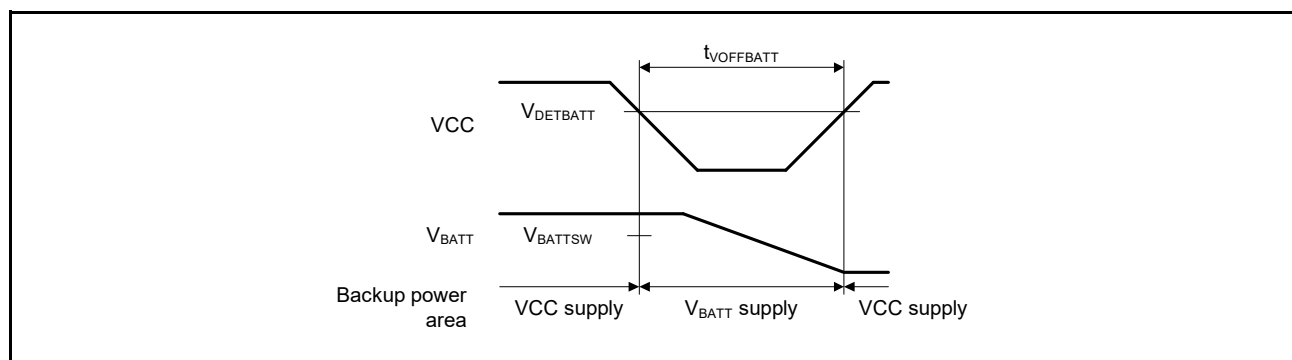 tVOFFBATT
VCC
VDETBATT
VBATT
VBATTSW
Backup power
area
VCC supply
VBATT supply
VCC supply